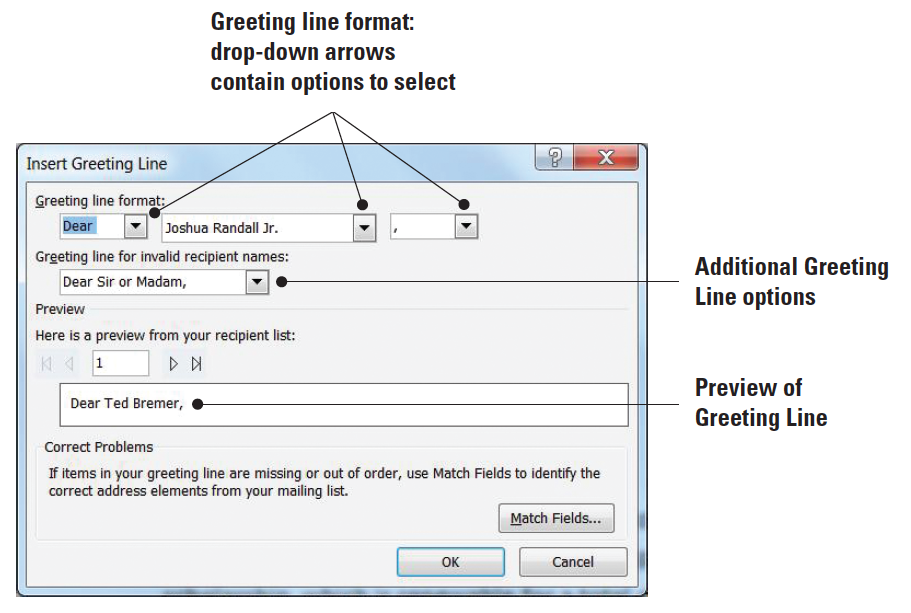 Greeting line format:
drop-down arrows
contain options to select
Insert Greeting Line
Greeting line format:
Dear
Joshua Randall Jr.
,
Greeting line for invalid recipient names:
Dear Sir or Madam,
Additional Greeting
Line options
Preview
Here is a preview from your recipient list:
1
Dear Ted Bremer,
Preview of
Greeting Line
Correct Problems
If items in your greeting line are missing or out of order, use Match Fields to identify the
correct address elements from your mailing list.
Match Fields...
OK
Cancel